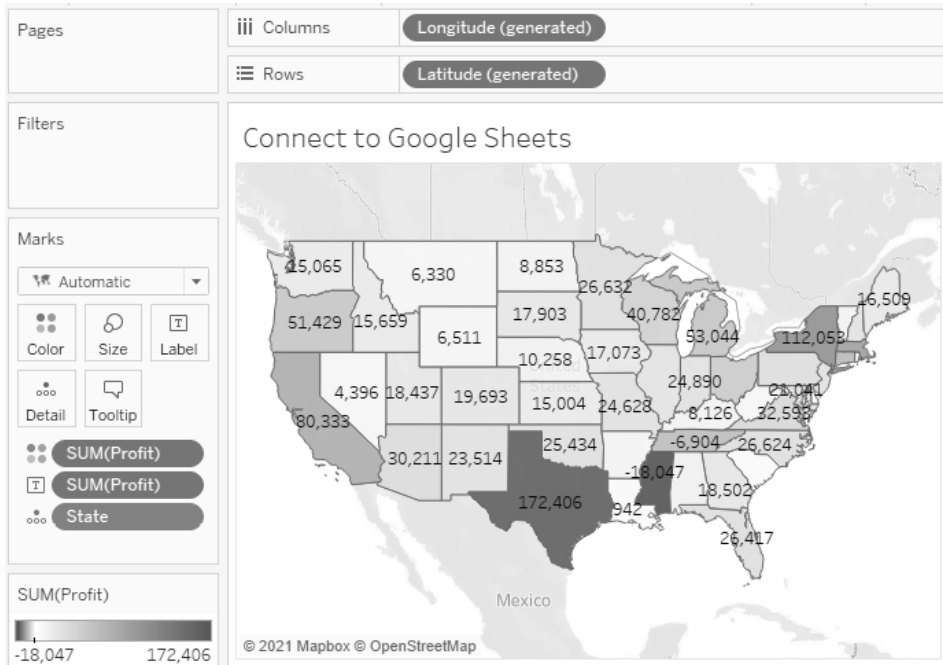 Pages
Columns
Longitude (generated)
Rows
Latitude (generated)
Filters
Connect to Google Sheets
Marks
Automatic
Color
Size
Label
Detail
Tooltip
SUM(Profit)
SUM(Profit)
State
SUM(Profit)
-18,047
172,406
15,065
6,330
8,853
26,632
16,509
51,429
15,659
17,903
40,782
53,044
112,053
6,511
10,258
17,073
United
States
4,396
18,437
19,693
15,004
24,628
24,890
21,041
80,333
8,126
32,593
30,211
23,514
25,434
-6,904
26,624
-18,047
172,406
942
18,502
26,417
Mexico
© 2021 Mapbox © OpenStreetMap